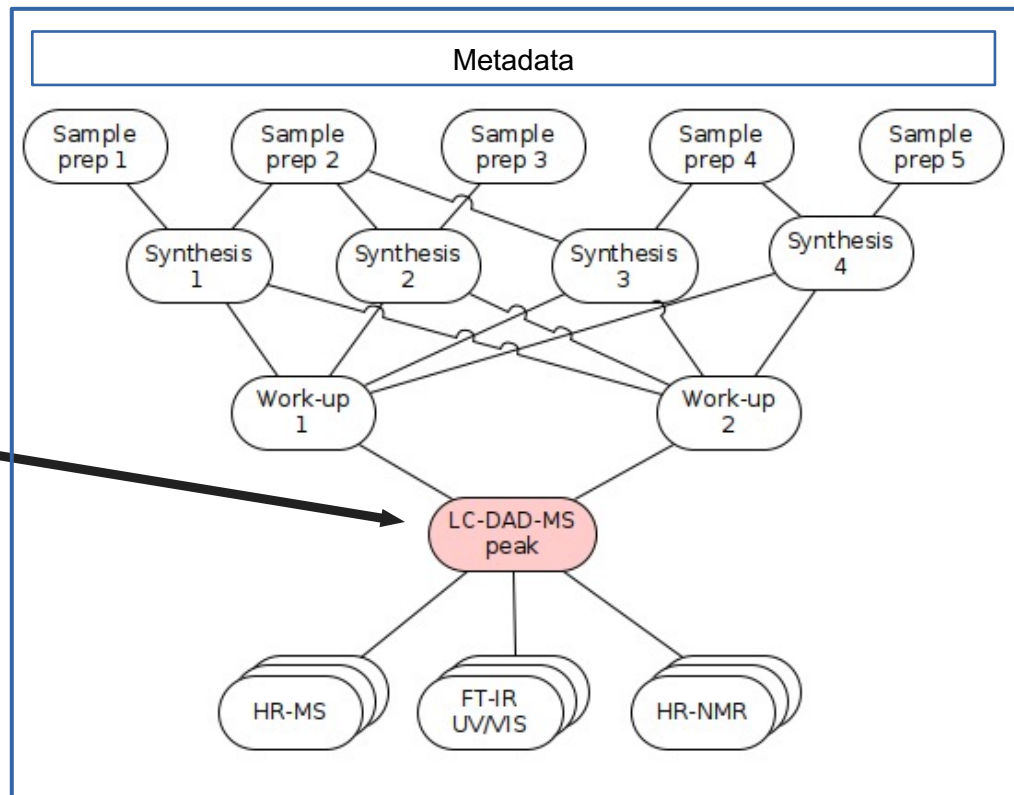 Metadata
Sample
prep 1
Sample
prep 2
Sample
prep 3
Sample
prep 4
Sample
prep 5
Synthesis
1
Synthesis
2
Synthesis
3
Synthesis
4
Work-up
1
Work-up
2
LC-DAD-MS
peak
HR-MS
FT-IR
UV/VIS
HR-NMR